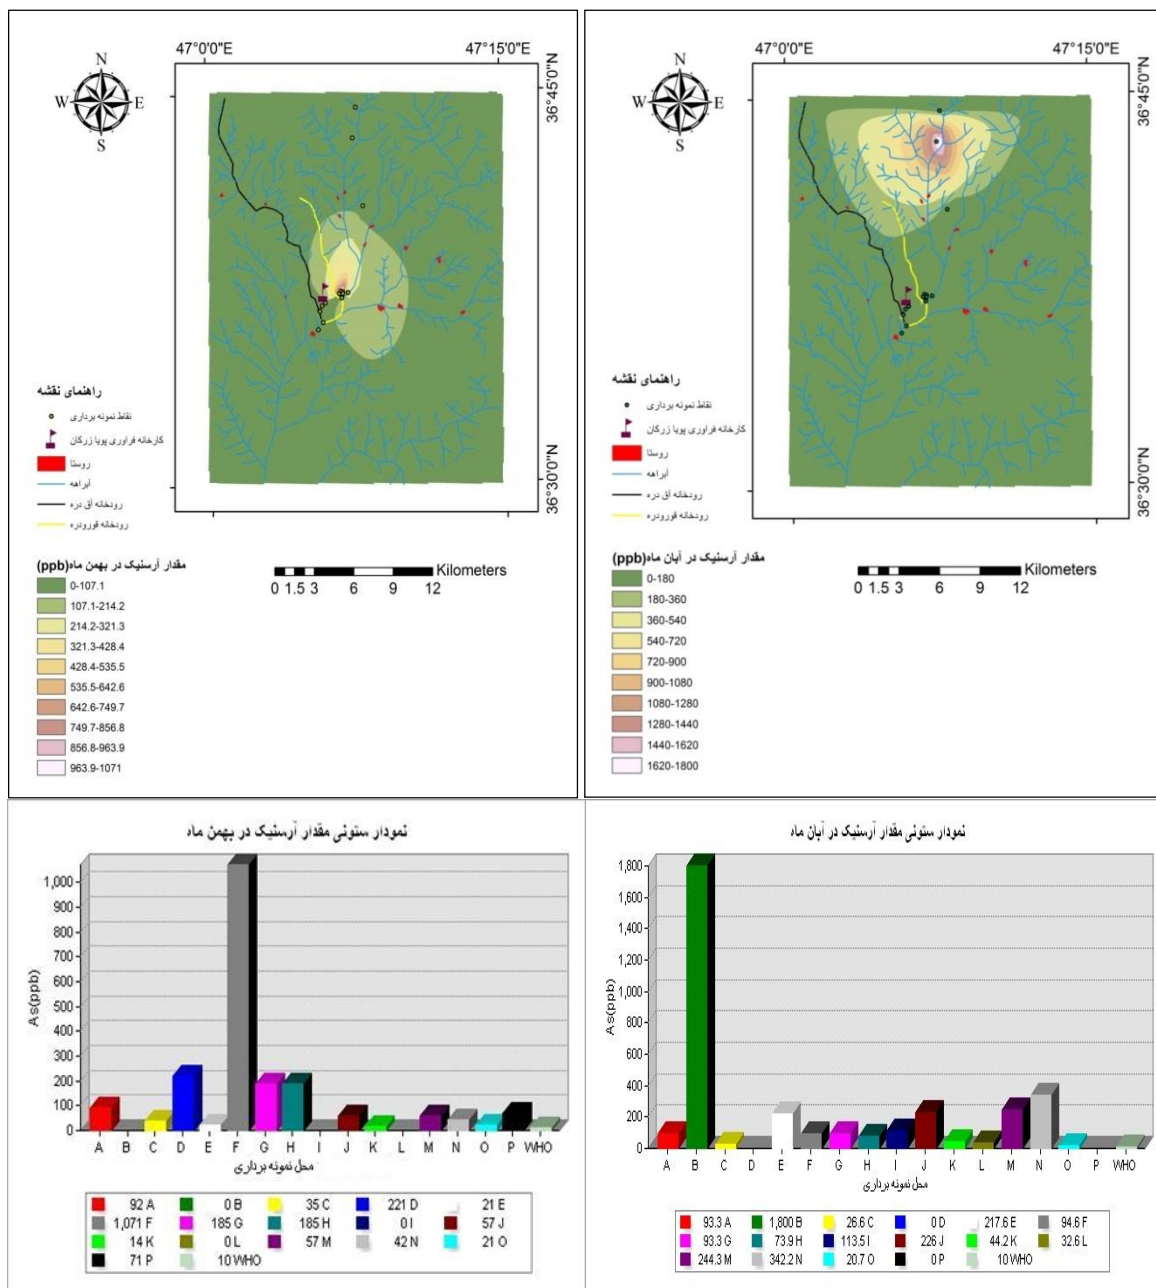 47°0'0"E 47°15'0"E
N
W E
S
36°45'0"N
36°30'0"N
راهنمای نقشه
نقاط نمونه برداری
کارخانه فراوری پویا زرکان
روستا
آبراهه
رودخانه آق دره
رودخانه قورودره
مقدار آرسنیک در بهمن ماه(ppb)
0-107.1
107.1-214.2
214.2-321.3
321.3-428.4
428.4-535.5
535.5-642.6
642.6-749.7
749.7-856.8
856.8-963.9
963.9-1071
Kilometers
0 1.5 3 6 9 12
47°0'0"E 47°15'0"E
N
W E
S
36°45'0"N
36°30'0"N
راهنمای نقشه
نقاط نمونه برداری
کارخانه فراوری پویا زرکان
روستا
آبراهه
رودخانه آق دره
رودخانه قورودره
مقدار آرسنیک در آبان ماه(ppb)
0-180
180-360
360-540
540-720
720-900
900-1080
1080-1280
1280-1440
1440-1620
1620-1800
Kilometers
0 1.5 3 6 9 12
نمودار ستونی مقدار آرسنیک در بهمن ماه
1,000
900
800
700
600
500
400
300
200
100
0
As(ppb)
A B C D E F G H I J K L M N O P WHO
محل نمونه برداری
92 A 0 B 35 C 221 D 21 E
1,071 F 185 G 185 H 0 I 57 J
14 K 0 L 57 M 42 N 21 O
71 P 10 WHO
نمودار ستونی مقدار آرسنیک در آبان ماه
1,800
1,600
1,400
1,200
1,000
800
600
400
200
0
As(ppb)
A B C D E F G H I J K L M N O P WHO
محل نمونه برداری
93.3 A 1,800 B 26.6 C 0 D 217.6 E 94.6 F
93.3 G 73.9 H 113.5 I 226 J 44.2 K 32.6 L
244.3 M 342.2 N 20.7 O 0 P 10 WHO